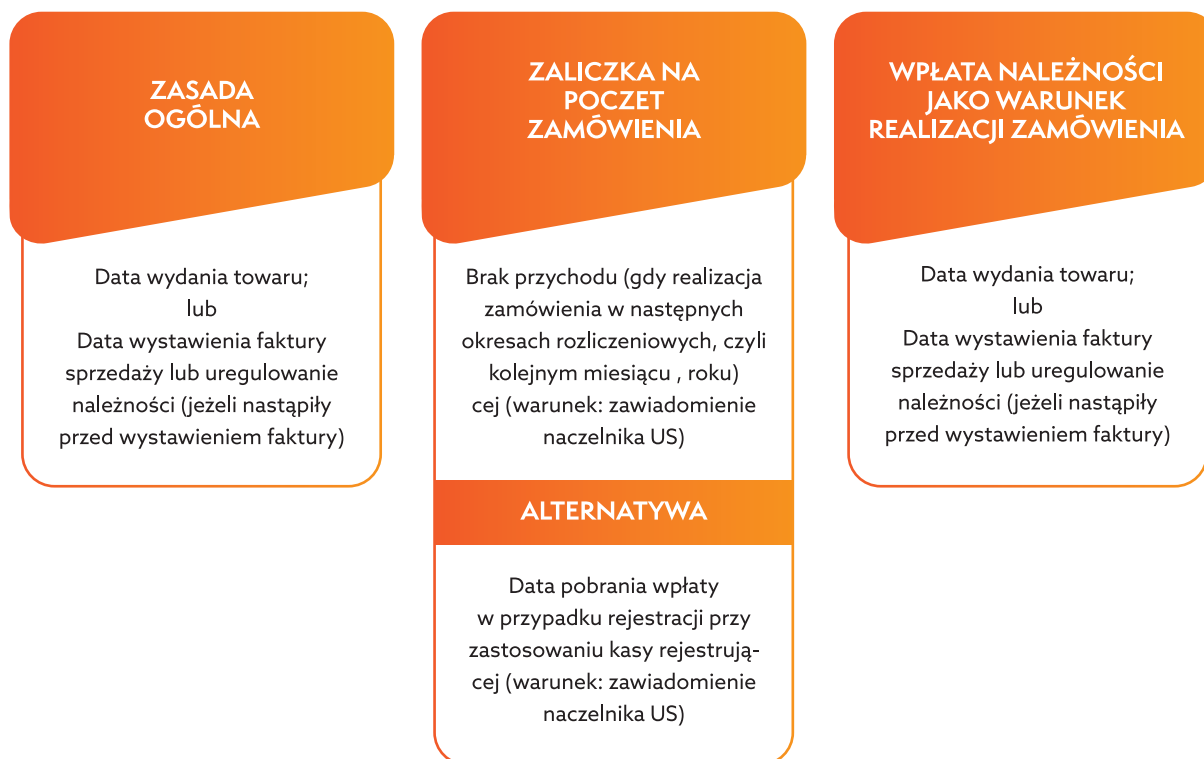 ZASADA
OGÓLNA
Data wydania towaru;
lub
Data wystawienia faktury
sprzedaży lub uregulowanie
należności (jeżeli nastąpiły
przed wystawieniem faktury)
ZALICZKA NA
POCZET
ZAMÓWIENIA
Brak przychodu (gdy realizacja
zamówienia w następnych
okresach rozliczeniowych, czyli
kolejnym miesiącu , roku)
cej (warunek: zawiadomienie
naczelnika US)
ALTERNATYWA
Data pobrania wpłaty
w przypadku rejestracji przy
zastosowaniu kasy rejestrują-
cej (warunek: zawiadomienie
naczelnika US)
WPŁATA NALEŻNOŚCI
JAKO WARUNEK
REALIZACJI ZAMÓWIENIA
Data wydania towaru;
lub
Data wystawienia faktury
sprzedaży lub uregulowanie
należności (jeżeli nastąpiły
przed wystawieniem faktury)